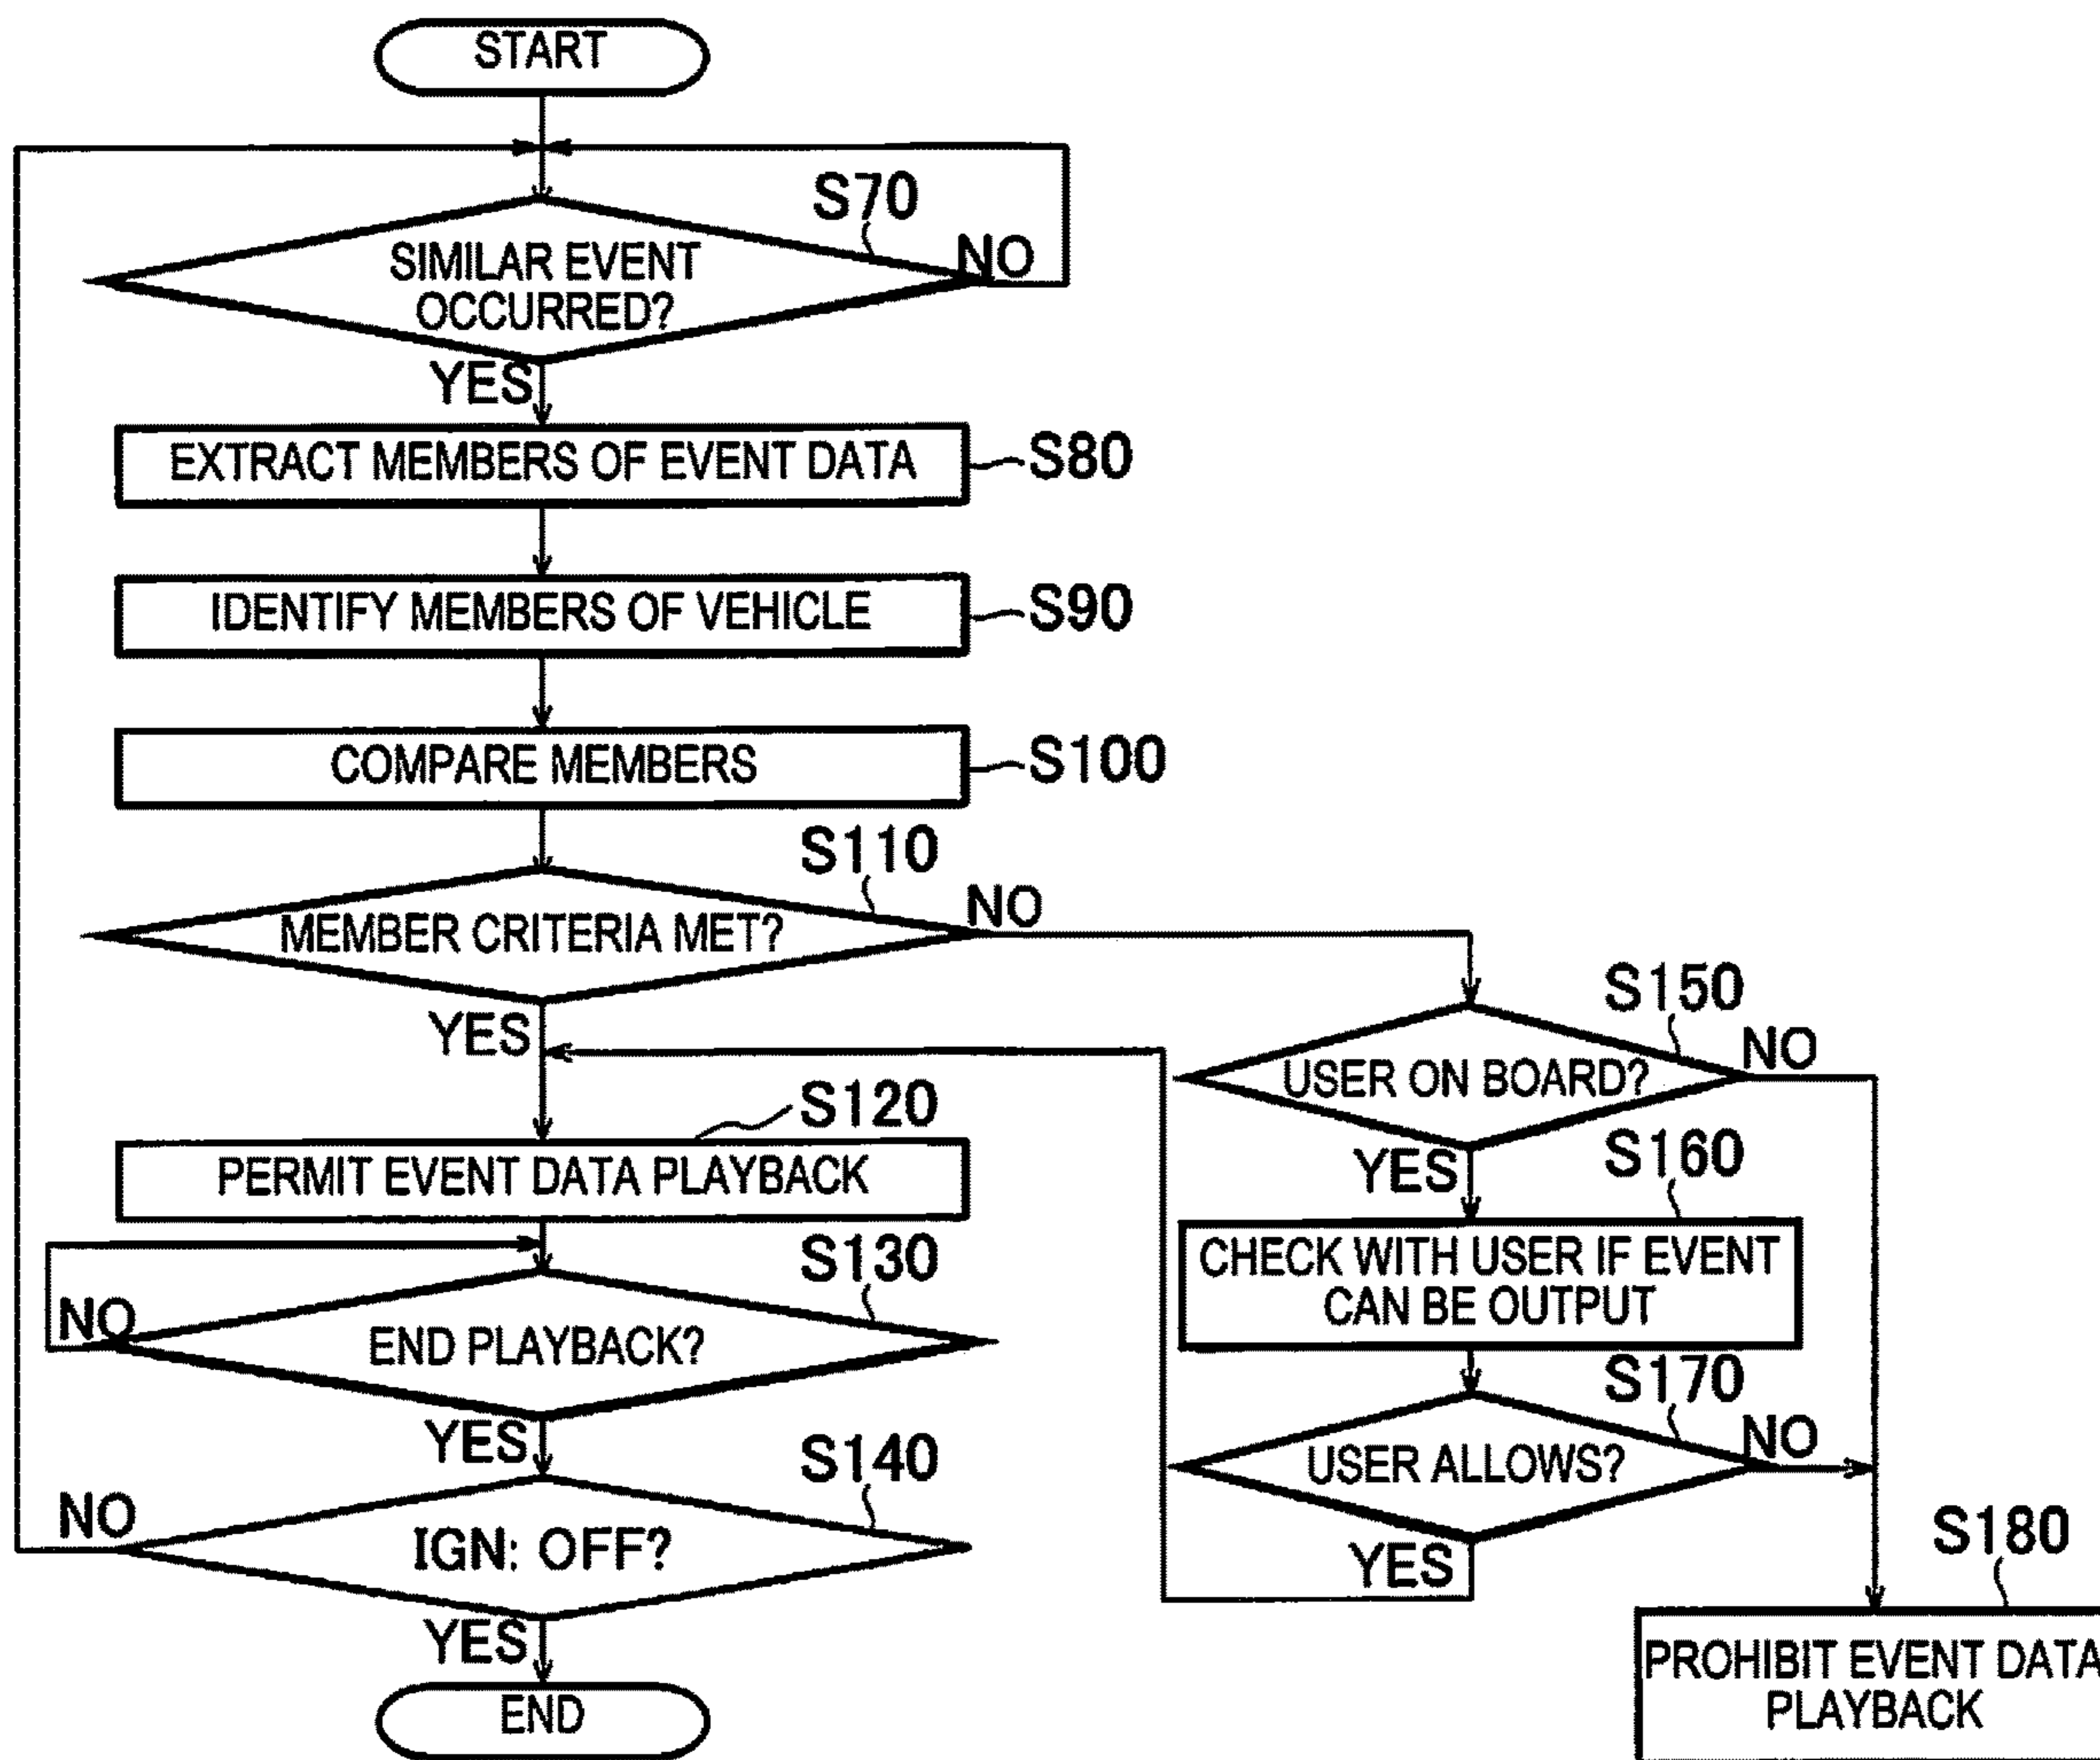 START
S70
NO
SIMILAR EVENT
OCCURRED?
YES
EXTRACT MEMBERS OF EVENT DATA
S80
IDENTIFY MEMBERS OF VEHICLE
S90
COMPARE MEMBERS
S100
S110
NO
MEMBER CRITERIA MET?
YES
S150
NO
USER ON BOARD?
YES
S120
PERMIT EVENT DATA PLAYBACK
S160
CHECK WITH USER IF EVENT
CAN BE OUTPUT
S130
NO
END PLAYBACK?
YES
S170
NO
USER ALLOWS?
YES
S140
NO
IGN: OFF?
YES
S180
PROHIBIT EVENT DATA
PLAYBACK
END